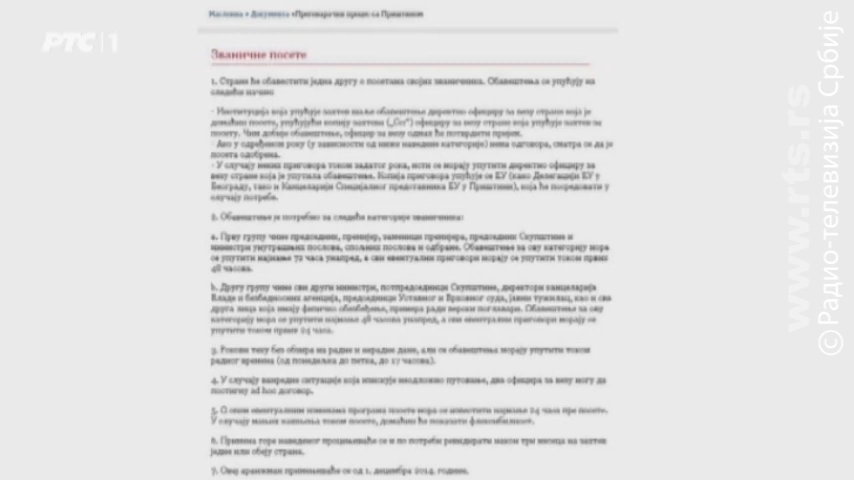 Масловна » Документа » Преговарачки процес са Приштином
РТС 1
Званичне посете
1. Стране ће обавестити једна другу о посетама својих званичника. Обавештења се упућују на
следећи начин:
- Институција која упућује захтев шаље обавештење директно официру за везу стране која је
домаћин посете, упућујући копију захтева („Cc“) официру за везу стране која упућује захтев за
посету. Чим добије обавештење, официр за везу одмах ће потврдити пријем.
- Ако у одређеном року (у зависности од ниже наведене категорије) нема одговора, сматра се да је
посета одобрена.
- У случају неких приговора током задатог рока, исти се морају упутити директно официру за
везу стране која је упутила обавештење. Копија приговора упућује се ЕУ (како Делегацији ЕУ у
Београду, тако и Канцеларији Специјалног представника ЕУ у Приштини), која ће посредовати у
случају потребе.
2. Обавештење је потребно за следеће категорије званичника:
a. Прву групу чине председник, премијер, заменици премијера, председник Скупштине и
министри унутрашњих послова, спољних послова и одбране. Обавештење за ову категорију мора
се упутити најмање 72 часа унапред, а сви евентуални приговори морају се упутити током првих
48 часова.
b. Другу групу чине сви други министри, потпредседници Скупштине, директори канцеларија
Владе и безбедносних агенција, председници Уставног и Врховног суда, јавни тужилац, као и сва
друга лица која имају физичко обезбеђење, примера ради верски поглавари. Обавештење за ову
категорију мора се упутити најмање 48 часова унапред, а сви евентуални приговори морају се
упутити током првих 24 часа.
3. Рокови теку без обзира на радне и нерадне дане, али се обавештења морају упутити током
радног времена (од понедељка до петка, до 17 часова).
4. У случају ванредне ситуације која изискује неодложно путовање, два официра за везу могу да
постигну ad hoc договор.
5. О свим евентуалним изменама програма посете мора се известити најмање 24 часа пре посете.
У случају мањих кашњења током посете, домаћин ће показати флексибилност.
6. Примена горе наведеног процењиваће се и по потреби ревидирати након три месеца на захтев
једне или обеју страна.
7. Овај аранжман примењиваће се од 1. децембра 2014. године.
www.rts.rs
© Радио-телевизија Србије